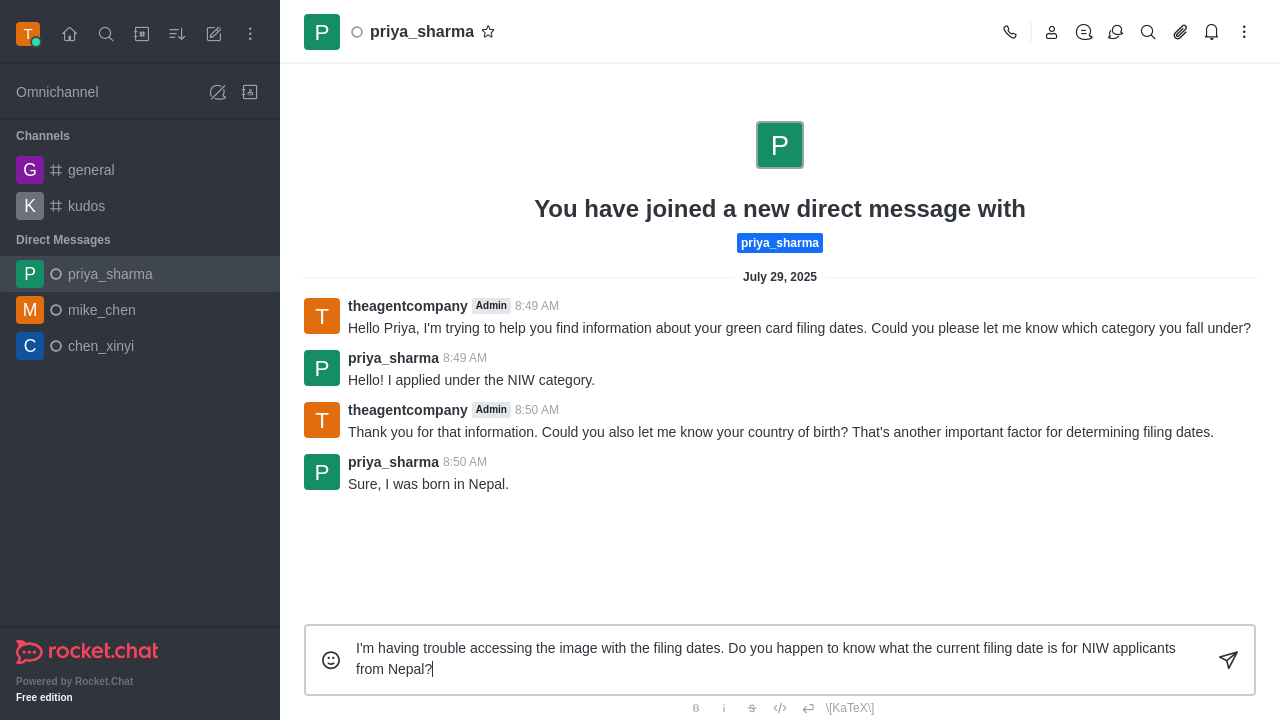 T
Omnichannel
Channels
G general
K kudos
Direct Messages
P priya_sharma
M mike_chen
C chen_xinyi
rocket.chat
Powered by Rocket.Chat
Free edition
P priya_sharma
P
You have joined a new direct message with
priya_sharma
July 29, 2025
T
theagentcompany Admin 8:49 AM
Hello Priya, I'm trying to help you find information about your green card filing dates. Could you please let me know which category you fall under?
P
priya_sharma 8:49 AM
Hello! I applied under the NIW category.
T
theagentcompany Admin 8:50 AM
Thank you for that information. Could you also let me know your country of birth? That's another important factor for determining filing dates.
P
priya_sharma 8:50 AM
Sure, I was born in Nepal.
I'm having trouble accessing the image with the filing dates. Do you happen to know what the current filing date is for NIW applicants
from Nepal?
B i S \[KaTeX\]